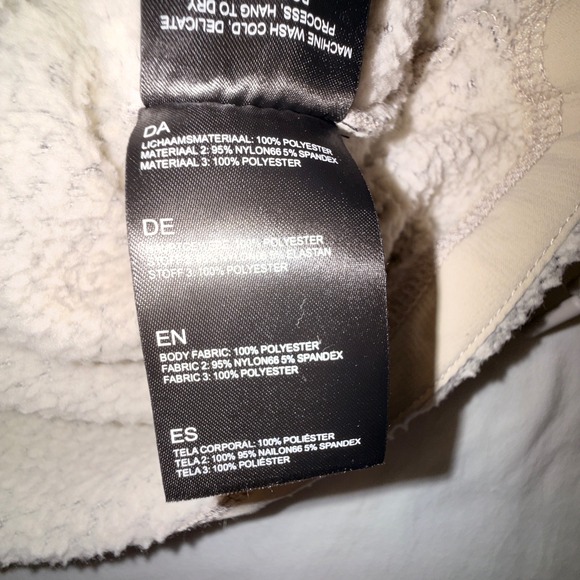 MACHINE WASH COLD, DELICATE
PROCESS, HANG TO DRY
DA
LICHAAMSMATERIAAL: 100% POLYESTER
MATERIAAL 2: 95% NYLON66 5% SPANDEX
MATERIAAL 3: 100% POLYESTER
DE
100% POLYESTER
ELASTAN
STOFF 3: 100% POLYESTER
EN
BODY FABRIC: 100% POLYESTER
FABRIC 2: 95% NYLON66 5% SPANDEX
FABRIC 3: 100% POLYESTER
ES
TELA CORPORAL: 100% POLIÉSTER
TELA 2: 100% 95% NAILON66 5% SPANDEX
TELA 3: 100% POLIÉSTER